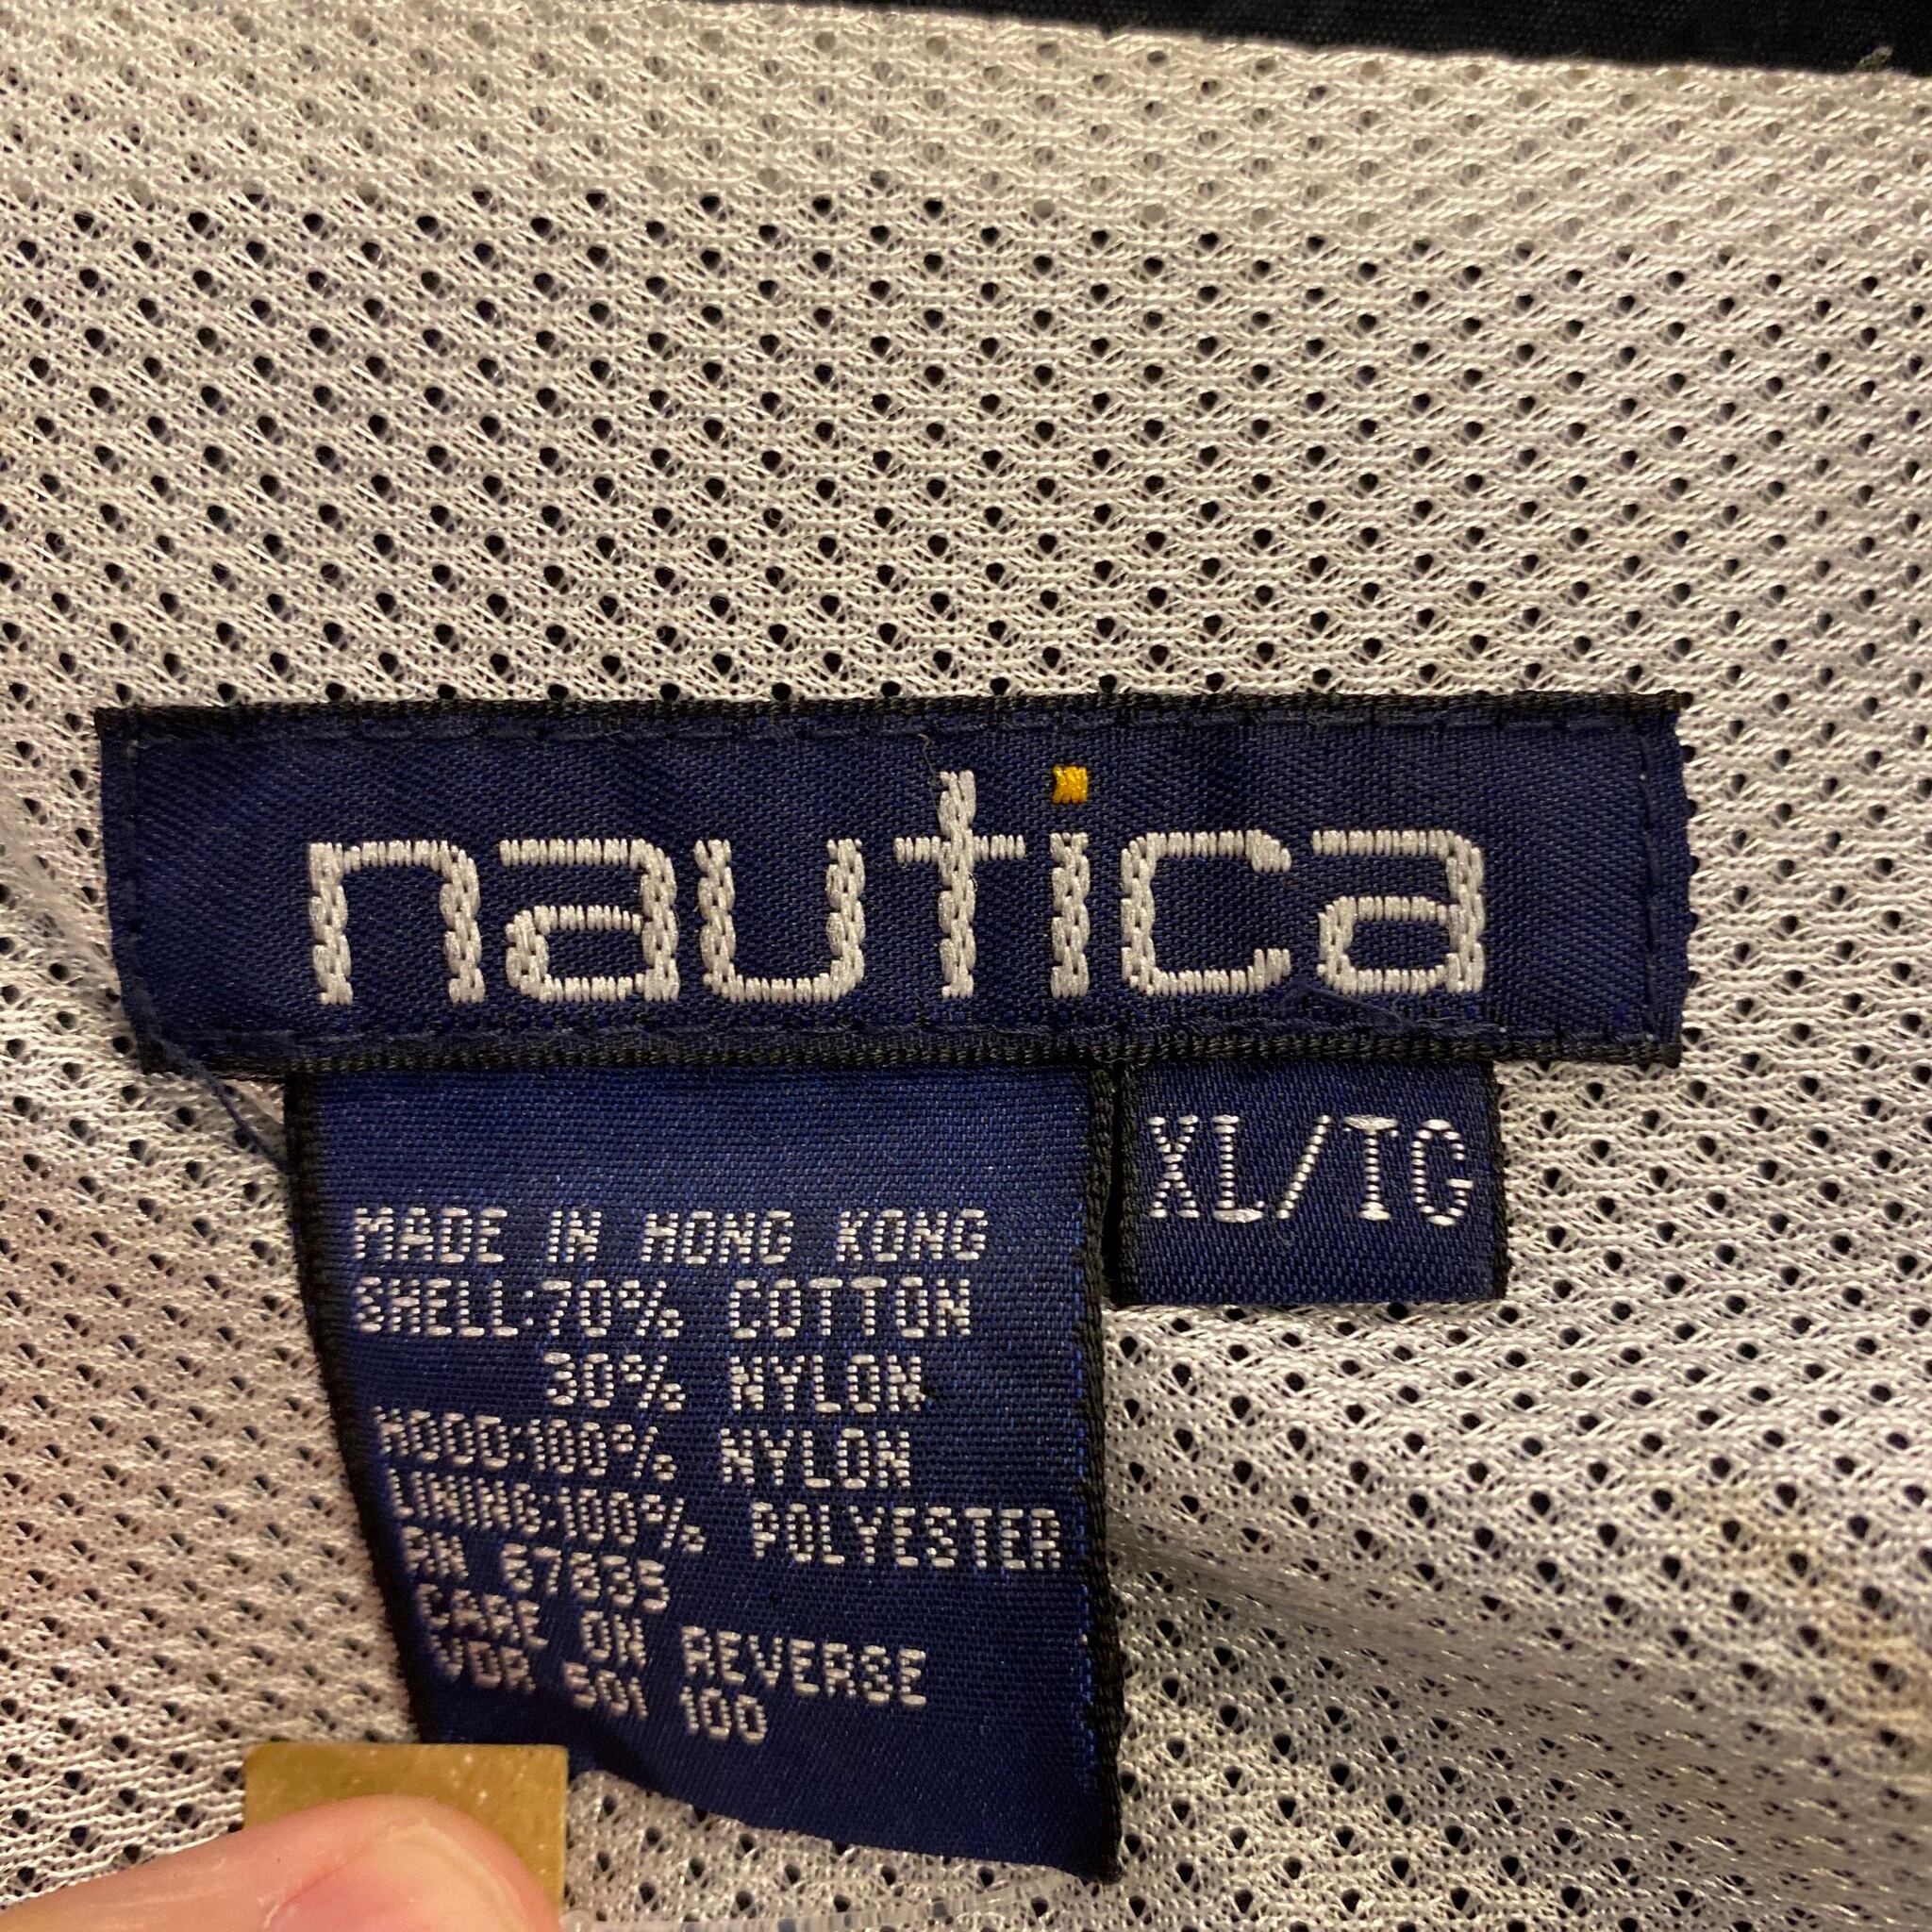 nautica
XL/TG
MADE IN HONG KONG
SHELL:70% COTTON
30% NYLON
HOOD:100% NYLON
LINING:100% POLYESTER
RN 67835
CARE ON REVERSE
VDR 501 100